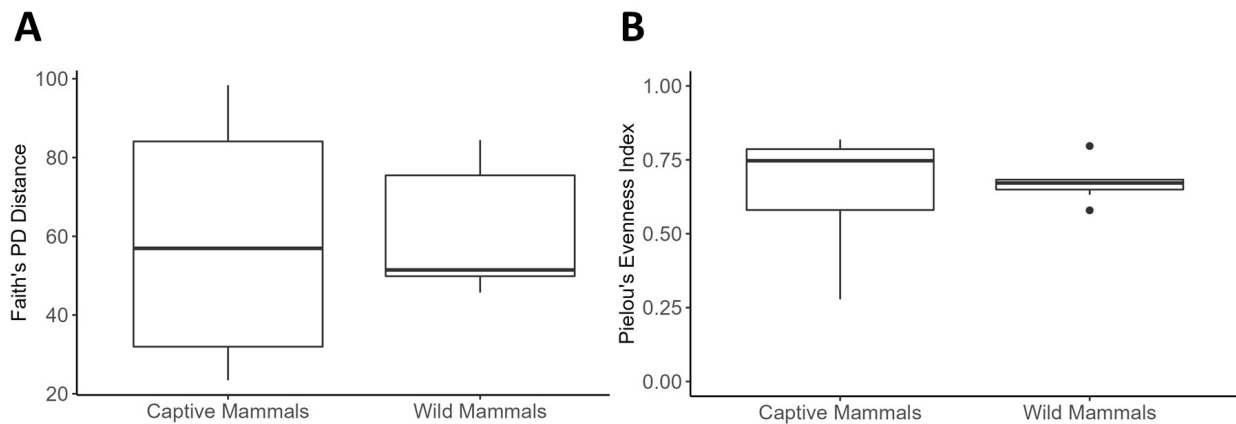 A
Faith's PD Distance
100
80
60
40
20
Captive Mammals
Wild Mammals
B
Pielou's Evenness Index
1.00
0.75
0.50
0.25
0.00
Captive Mammals
Wild Mammals